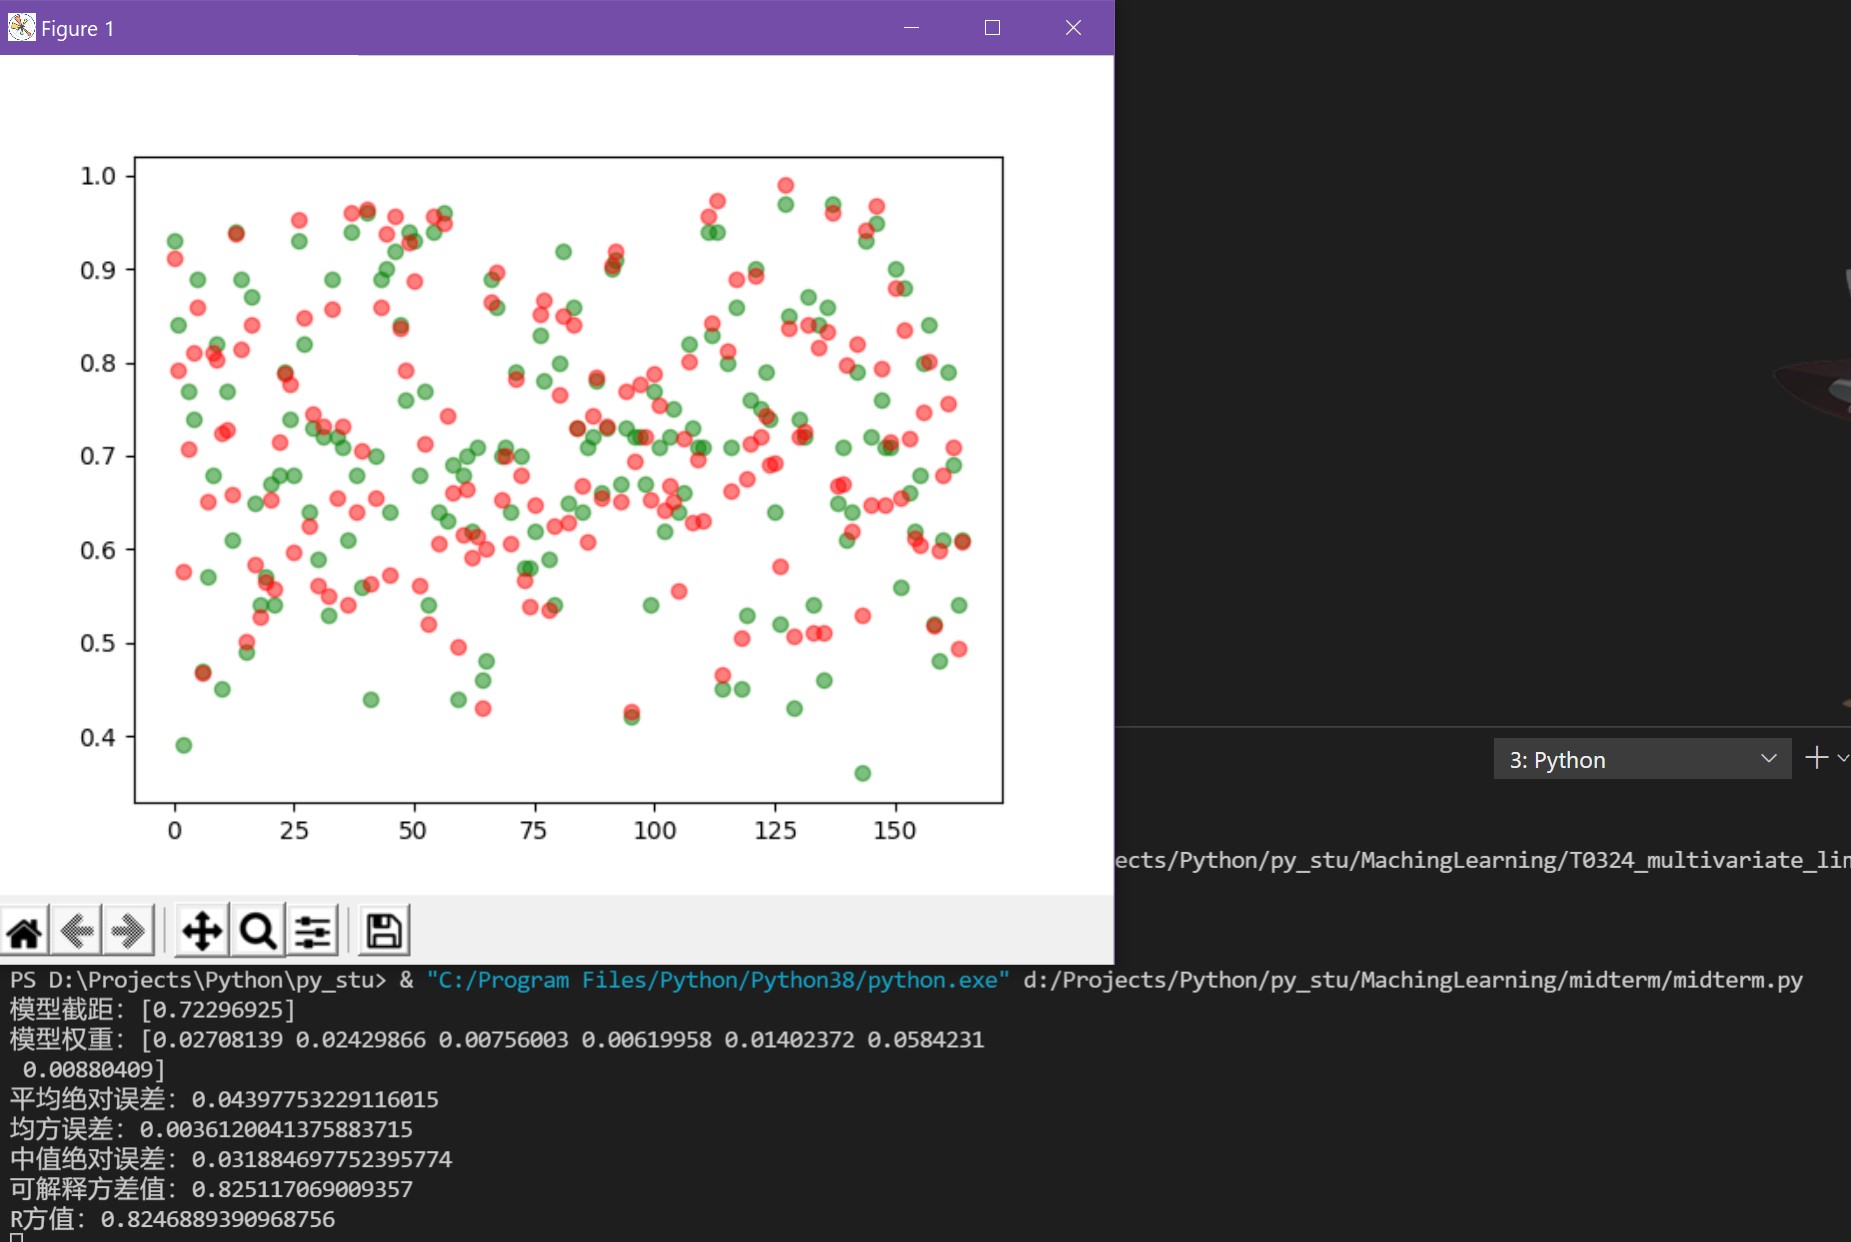 Figure 1
1.0
0.9
0.8
0.7
0.6
0.5
0.4
0 25 50 75 100 125 150
3: Python
ects/Python/py_stu/MachingLearning/T0324_multivariate_lin
PS D:\Projects\Python\py_stu> & "C:/Program Files/Python/Python38/python.exe" d:/Projects/Python/py_stu/MachingLearning/midterm/midterm.py
模型截距: [0.72296925]
模型权重: [0.02708139 0.02429866 0.00756003 0.00619958 0.01402372 0.0584231
0.00880409]
平均绝对误差: 0.04397753229116015
均方误差: 0.0036120041375883715
中值绝对误差: 0.031884697752395774
可解释方差值: 0.825117069009357
R方值: 0.8246889390968756